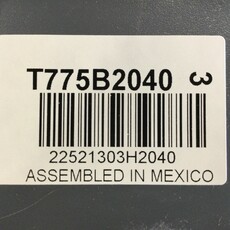 T775B2040 3
22521303H2040
ASSEMBLED IN MEXICO